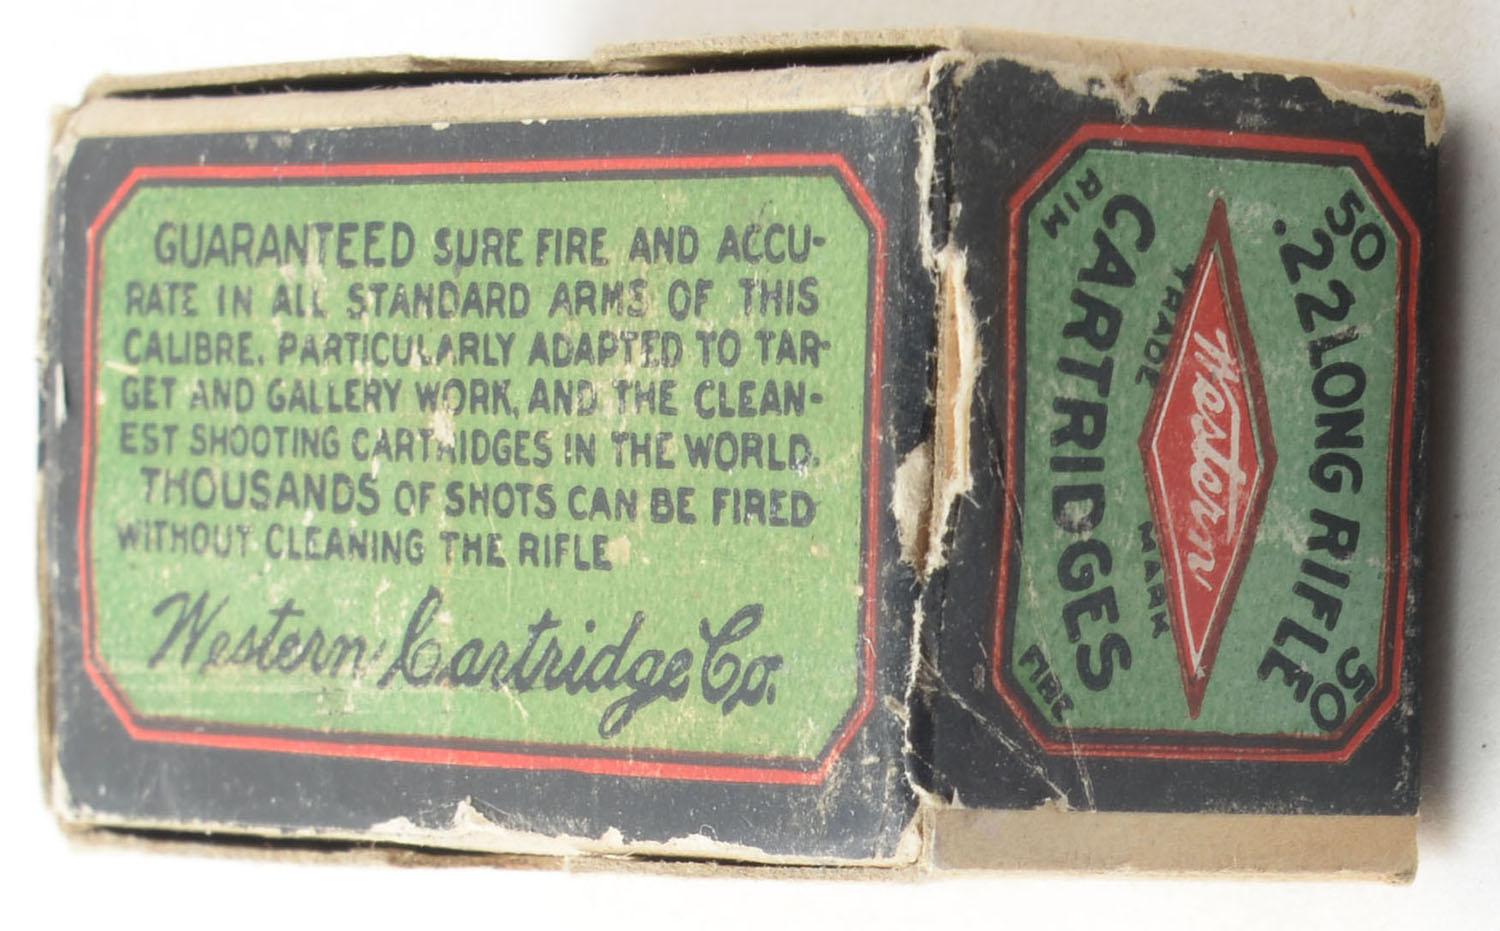 GUARANTEED SURE FIRE AND ACCU-
RATE IN ALL STANDARD ARMS OF THIS
CALIBRE. PARTICULARLY ADAPTED TO TAR-
GET AND GALLERY WORK, AND THE CLEAN-
EST SHOOTING CARTRIDGES IN THE WORLD.
THOUSANDS OF SHOTS CAN BE FIRED
WITHOUT CLEANING THE RIFLE
Western Cartridge Co.
50 50
.22 LONG RIFLE
Western
TRADE MARK
CARTRIDGES
RIM FIRE